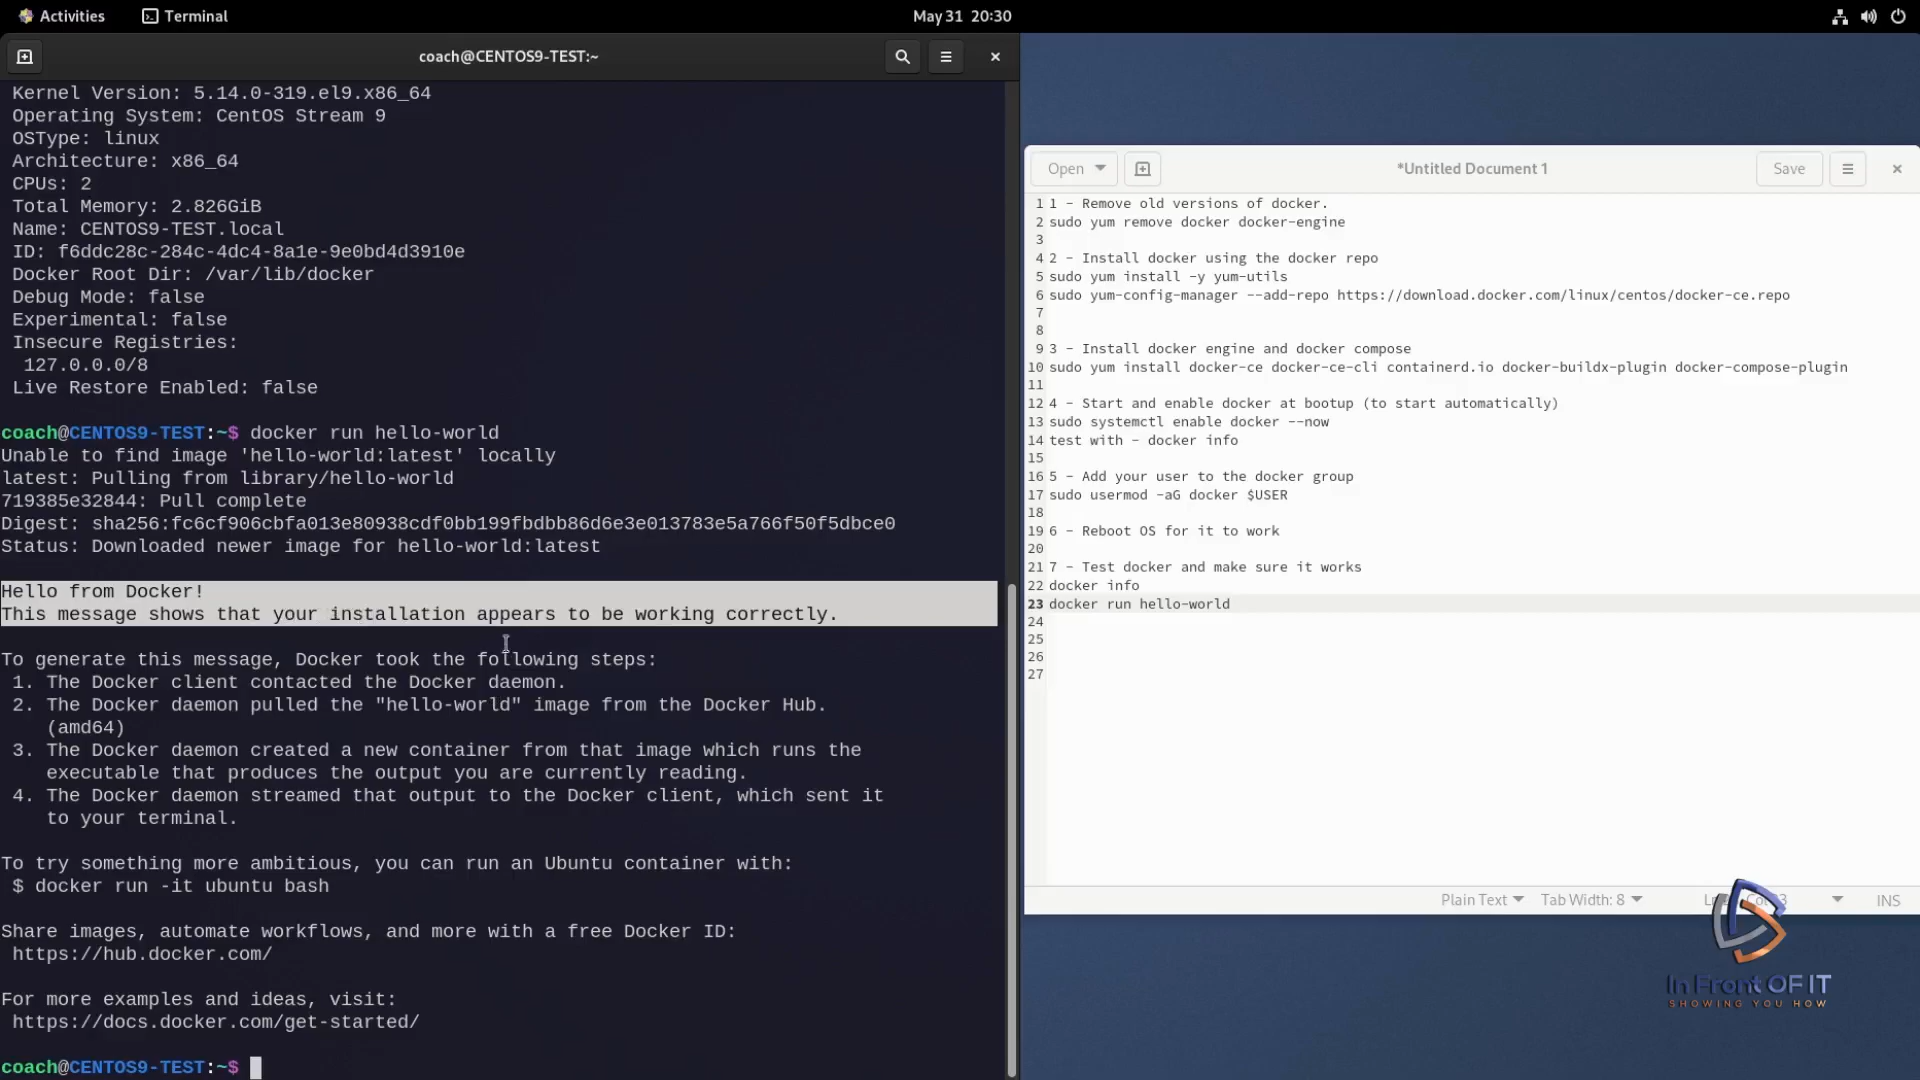 Activities
Terminal
May 31 20:30
coach@CENTOS9-TEST:~
Kernel Version: 5.14.0-319.el9.x86_64
Operating System: CentOS Stream 9
OSType: linux
Architecture: x86_64
CPUs: 2
Total Memory: 2.826GiB
Name: CENTOS9-TEST.local
ID: f6ddc28c-284c-4dc4-8a1e-9e0bd4d3910e
Docker Root Dir: /var/lib/docker
Debug Mode: false
Experimental: false
Insecure Registries:
127.0.0.0/8
Live Restore Enabled: false
coach@CENTOS9-TEST:~$ docker run hello-world
Unable to find image 'hello-world:latest' locally
latest: Pulling from library/hello-world
719385e32844: Pull complete
Digest: sha256:fc6cf906cbfa013e80938cdf0bb199fbdbb86d6e3e013783e5a766f50f5dbce0
Status: Downloaded newer image for hello-world:latest
Hello from Docker!
This message shows that your installation appears to be working correctly.
To generate this message, Docker took the following steps:
1. The Docker client contacted the Docker daemon.
2. The Docker daemon pulled the "hello-world" image from the Docker Hub.
(amd64)
3. The Docker daemon created a new container from that image which runs the
executable that produces the output you are currently reading.
4. The Docker daemon streamed that output to the Docker client, which sent it
to your terminal.
To try something more ambitious, you can run an Ubuntu container with:
$ docker run -it ubuntu bash
Share images, automate workflows, and more with a free Docker ID:
https://hub.docker.com/
For more examples and ideas, visit:
https://docs.docker.com/get-started/
coach@CENTOS9-TEST:~$
Open
*Untitled Document 1
Save
1 1 - Remove old versions of docker.
2 sudo yum remove docker docker-engine
3
4 2 - Install docker using the docker repo
5 sudo yum install -y yum-utils
6 sudo yum-config-manager --add-repo https://download.docker.com/linux/centos/docker-ce.repo
7
8
9 3 - Install docker engine and docker compose
10 sudo yum install docker-ce docker-ce-cli containerd.io docker-buildx-plugin docker-compose-plugin
11
12 4 - Start and enable docker at bootup (to start automatically)
13 sudo systemctl enable docker --now
14 test with - docker info
15
16 5 - Add your user to the docker group
17 sudo usermod -aG docker $USER
18
19 6 - Reboot OS for it to work
20
21 7 - Test docker and make sure it works
22 docker info
23 docker run hello-world
24
25
26
27
Plain Text
Tab Width: 8
INS
In Front OF IT
SHOWING YOU HOW